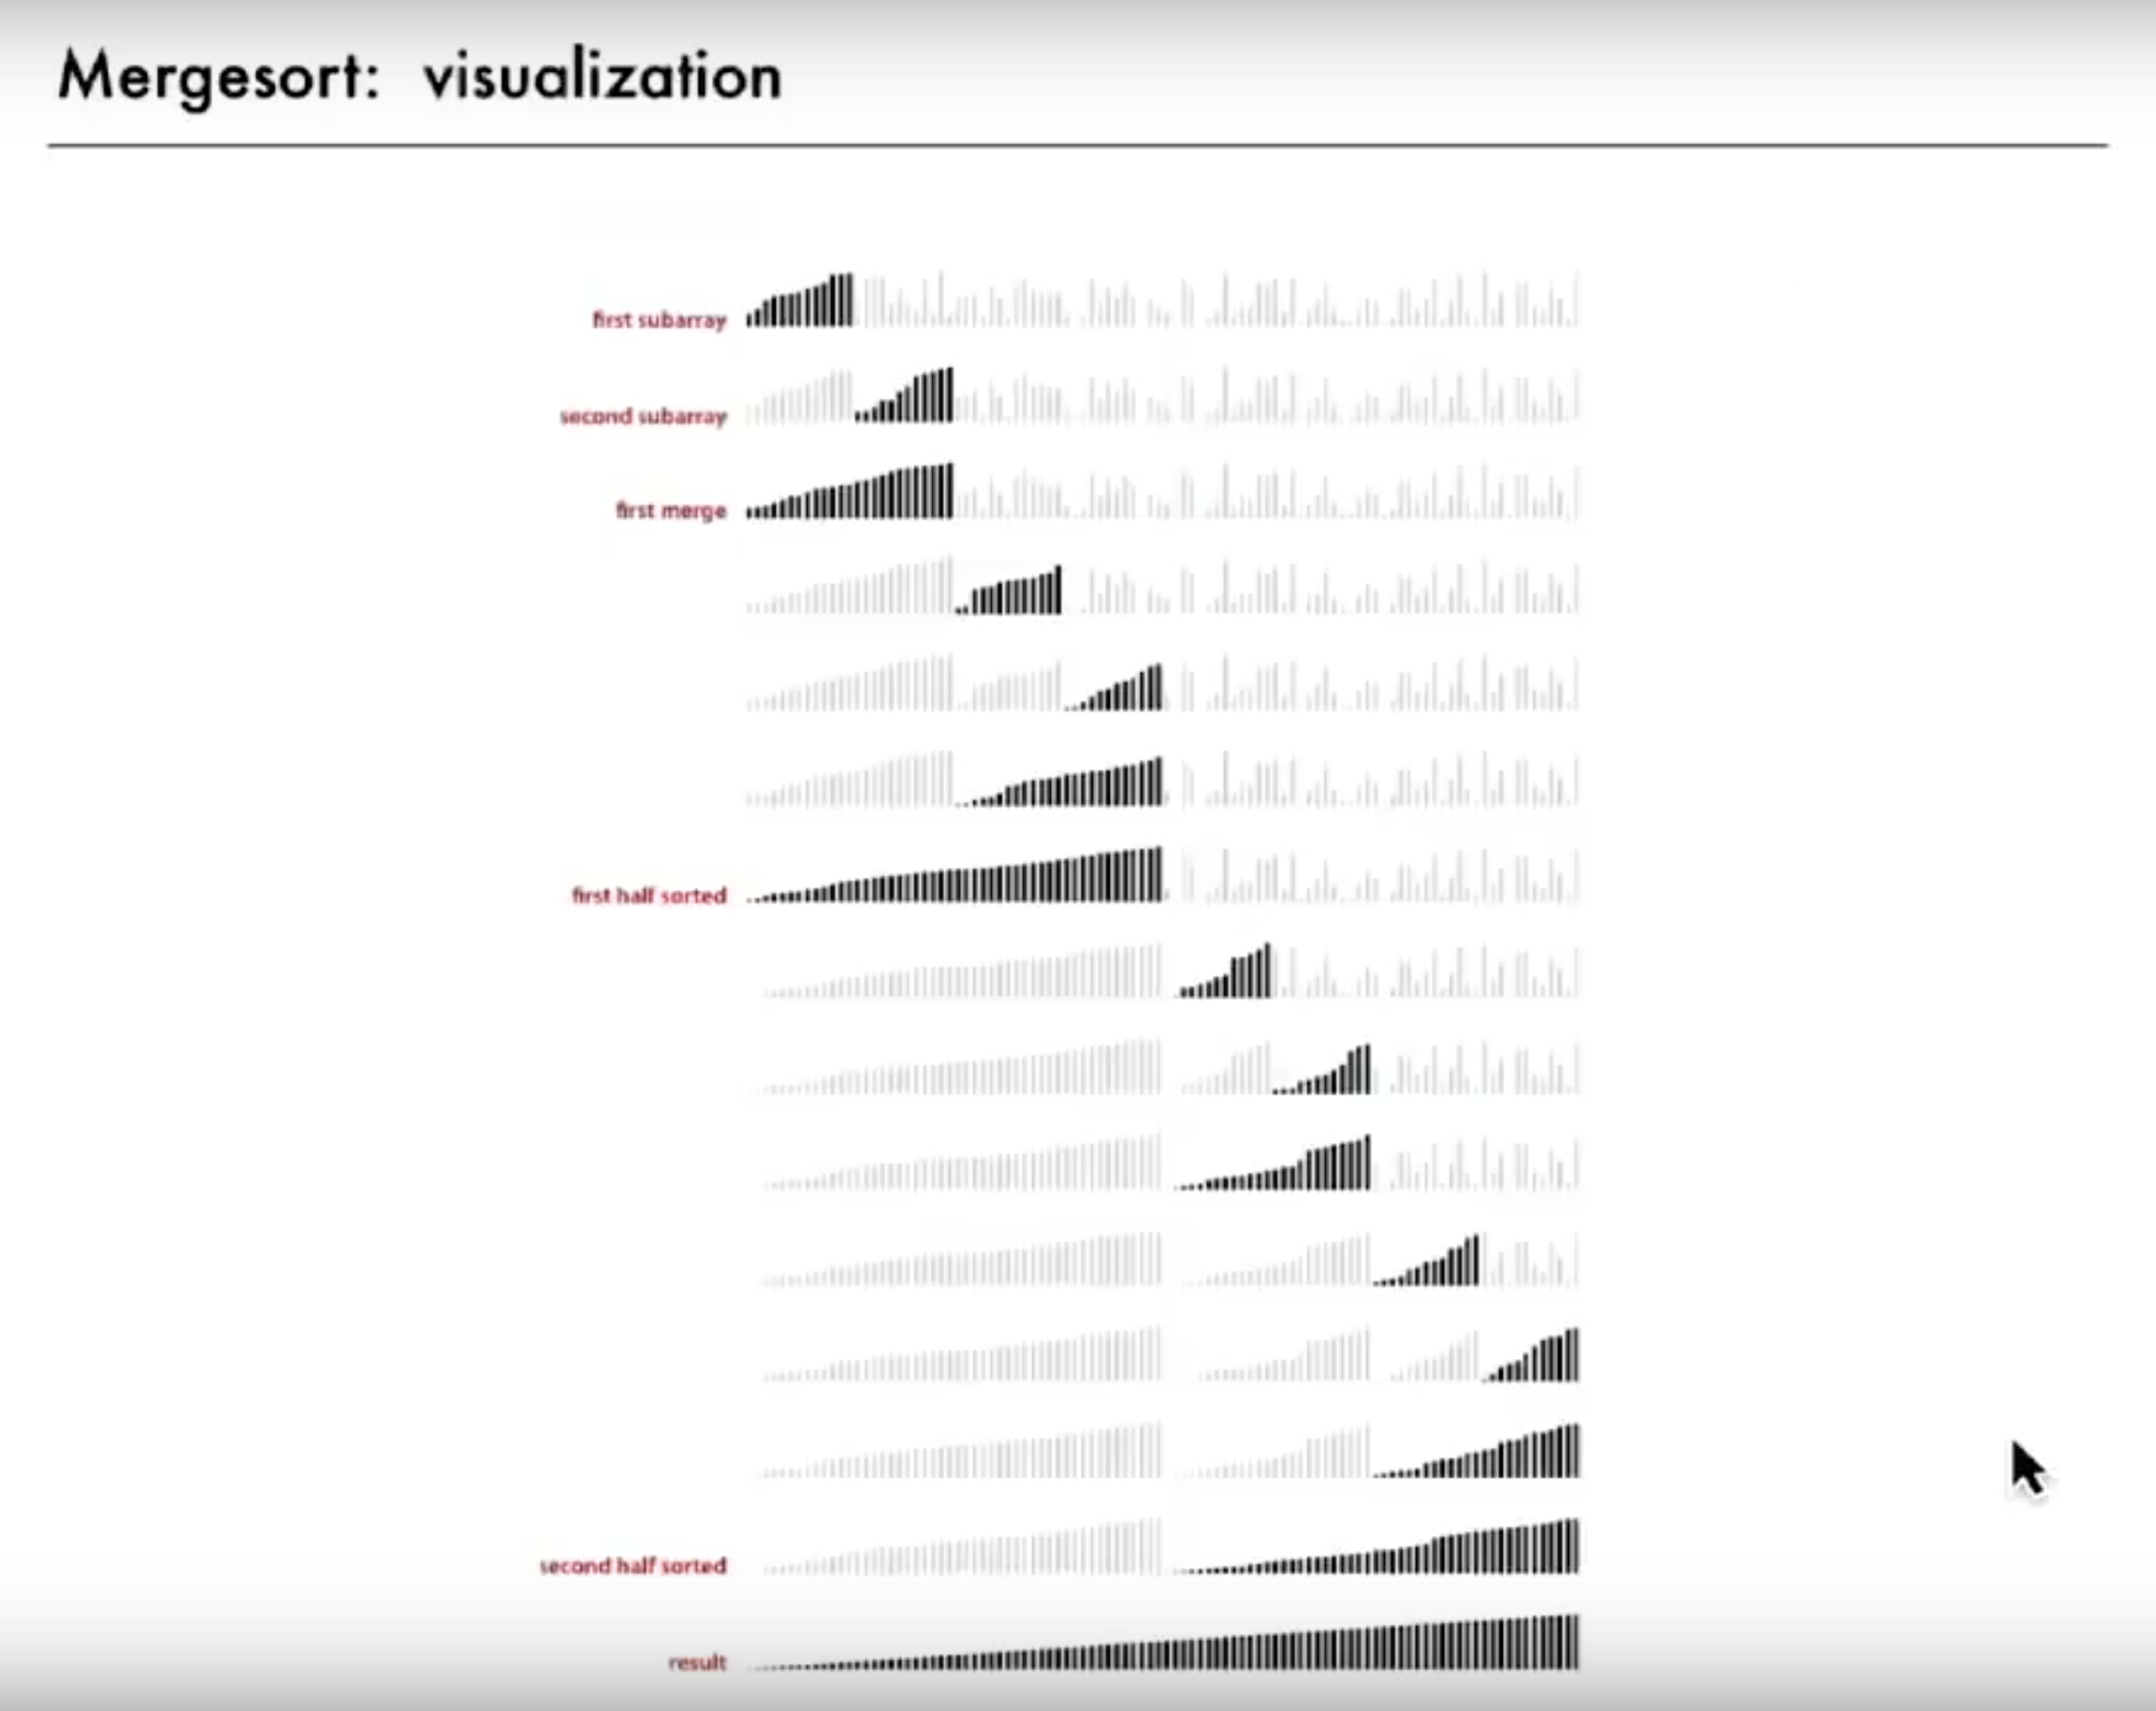 Mergesort: visualization
first subarray
second subarray
first merge
first half sorted
second half sorted
result